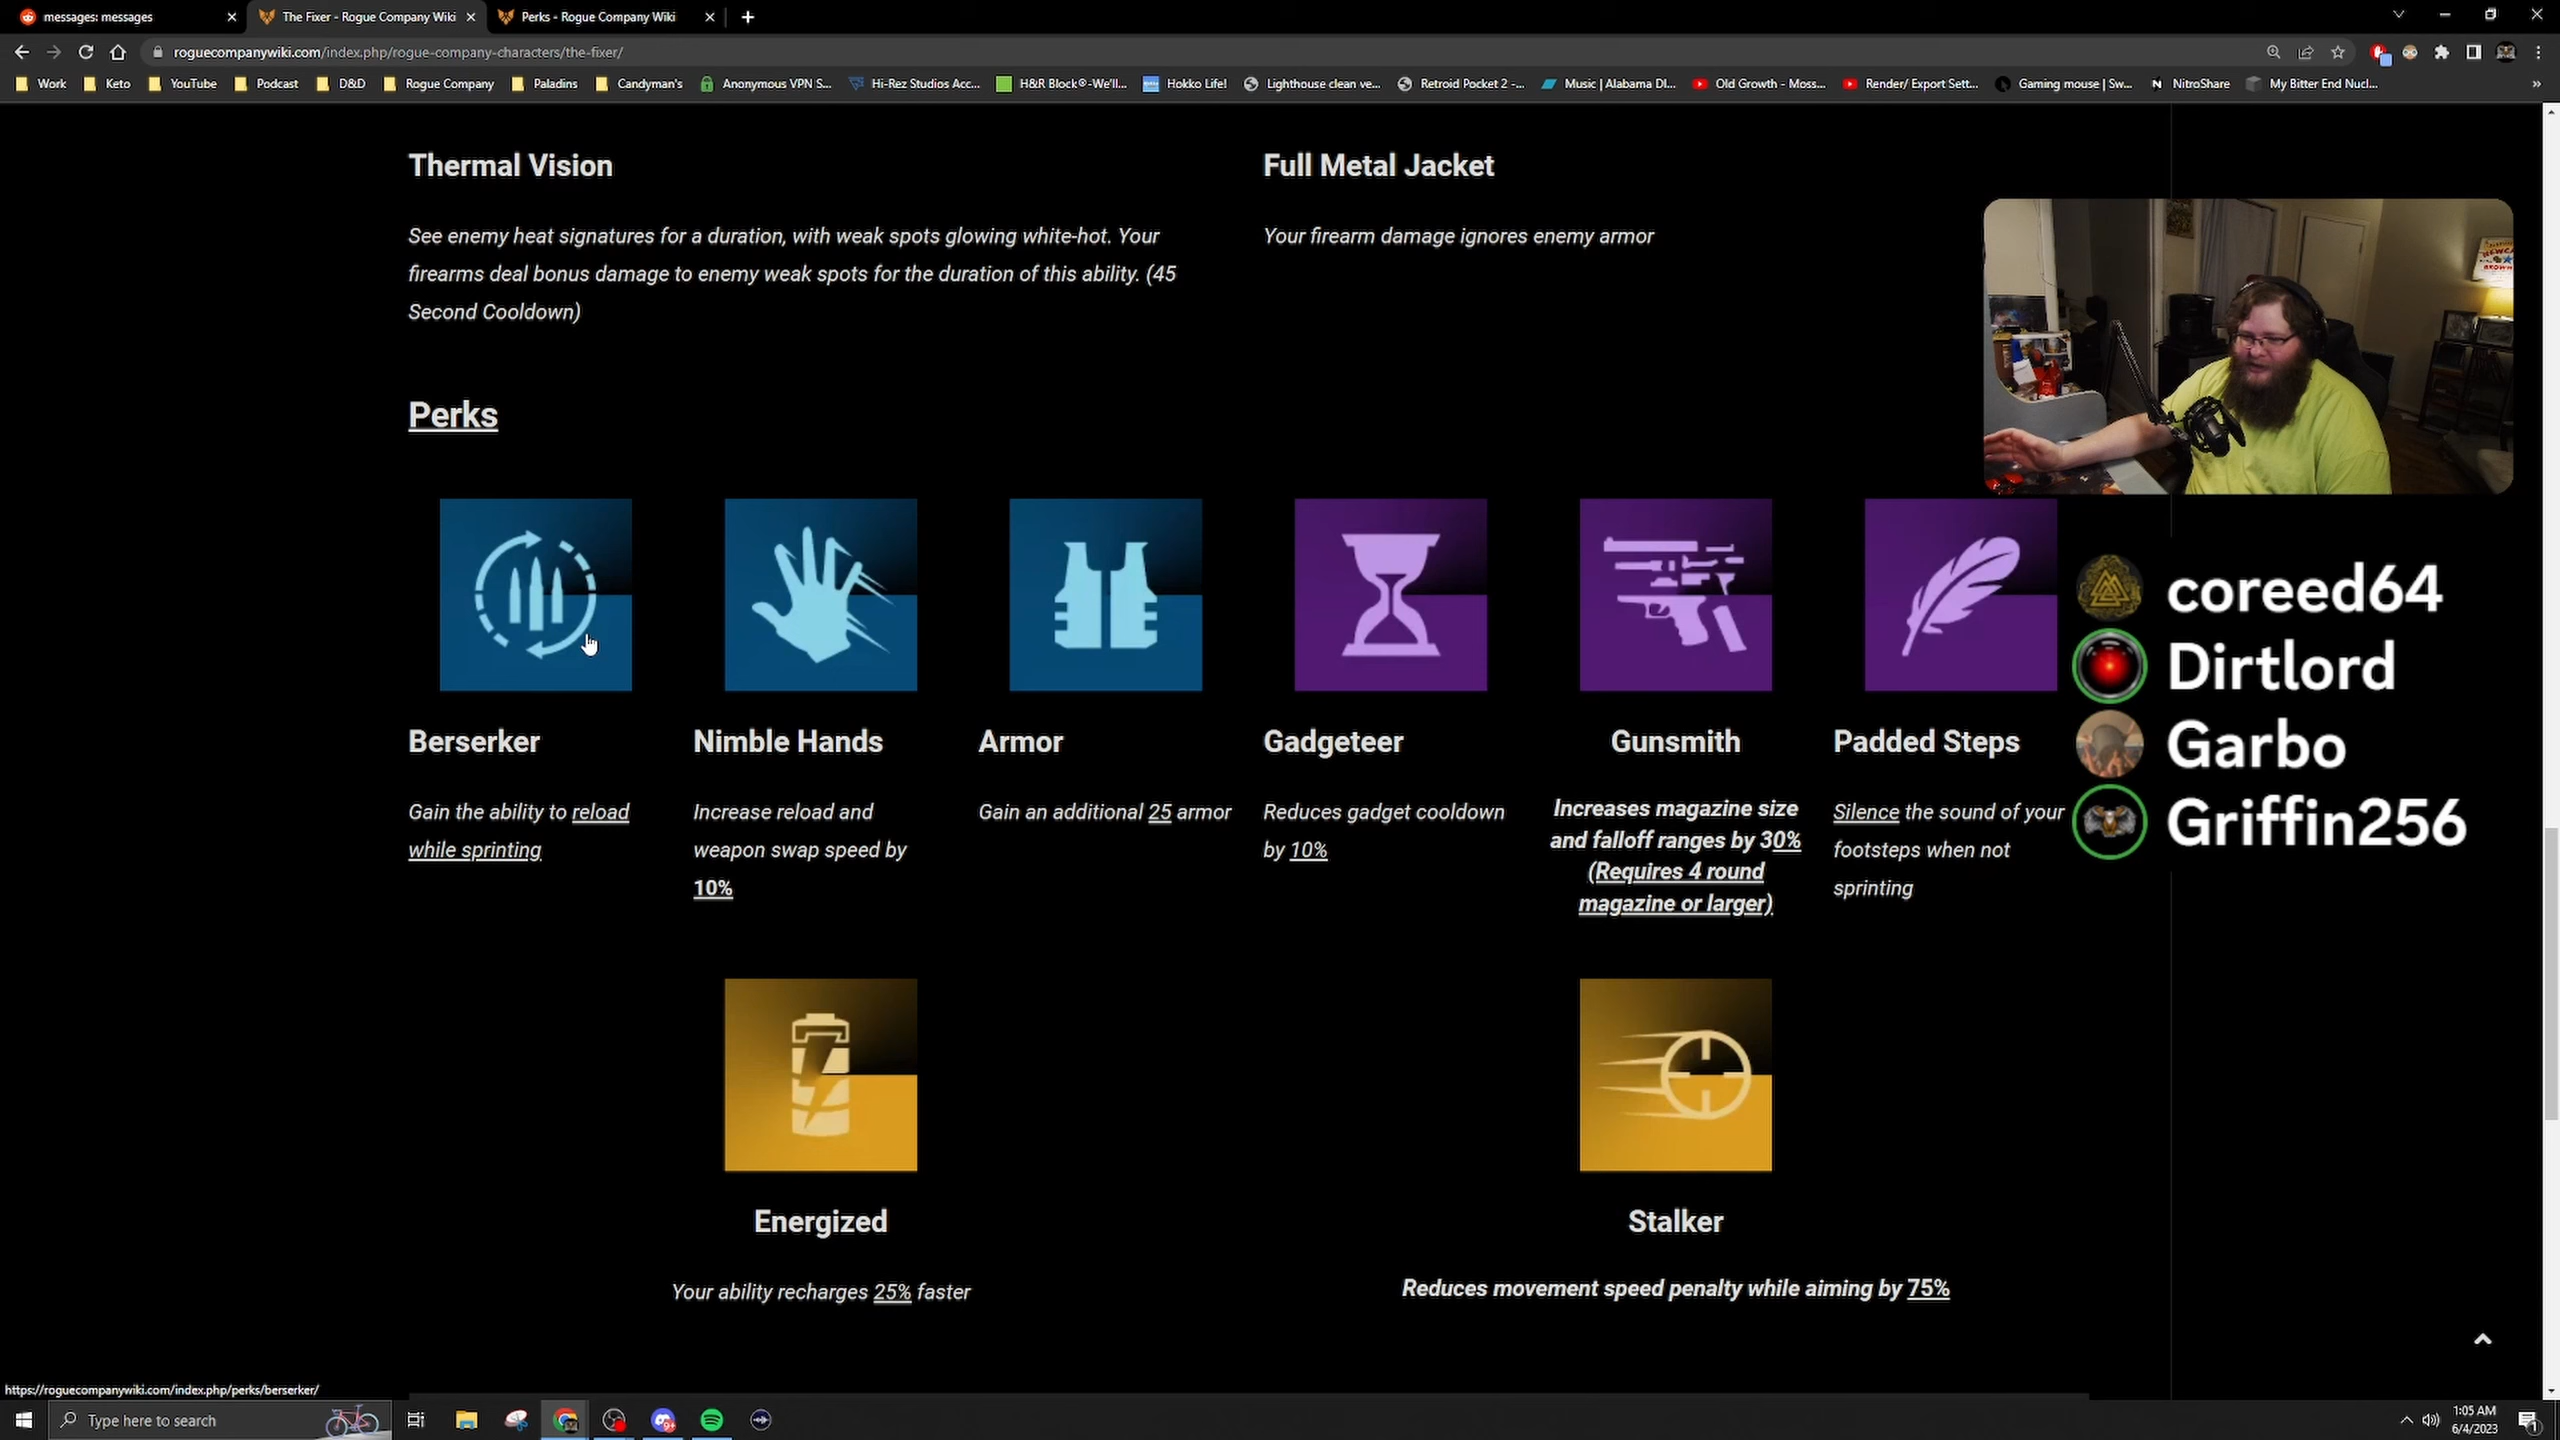 messages: messages
The Fixer - Rogue Company Wiki
Perks - Rogue Company Wiki
roguecompanywiki.com/index.php/rogue-company-characters/the-fixer/
Work
Keto
YouTube
Podcast
D&D
Rogue Company
Paladins
Candyman's
Anonymous VPN S...
Hi-Rez Studios Acc...
H&R Block®-We'll...
Hokko Life!
Lighthouse clean ve...
Retroid Pocket 2 -...
Music | Alabama DI...
Old Growth - Moss...
Render/ Export Sett...
Gaming mouse | Sw...
NitroShare
My Bitter End Nucl...
Thermal Vision
See enemy heat signatures for a duration, with weak spots glowing white-hot. Your
firearms deal bonus damage to enemy weak spots for the duration of this ability. (45
Second Cooldown)
Full Metal Jacket
Your firearm damage ignores enemy armor
Perks
Berserker
Gain the ability to reload
while sprinting
Nimble Hands
Increase reload and
weapon swap speed by
10%
Armor
Gain an additional 25 armor
Gadgeteer
Reduces gadget cooldown
by 10%
Gunsmith
Increases magazine size
and falloff ranges by 30%
(Requires 4 round
magazine or larger)
Padded Steps
Silence the sound of your
footsteps when not
sprinting
coreed64
Dirtlord
Garbo
Griffin256
Energized
Your ability recharges 25% faster
Stalker
Reduces movement speed penalty while aiming by 75%
https://roguecompanywiki.com/index.php/perks/berserker/
Type here to search
1:05 AM
6/4/2023